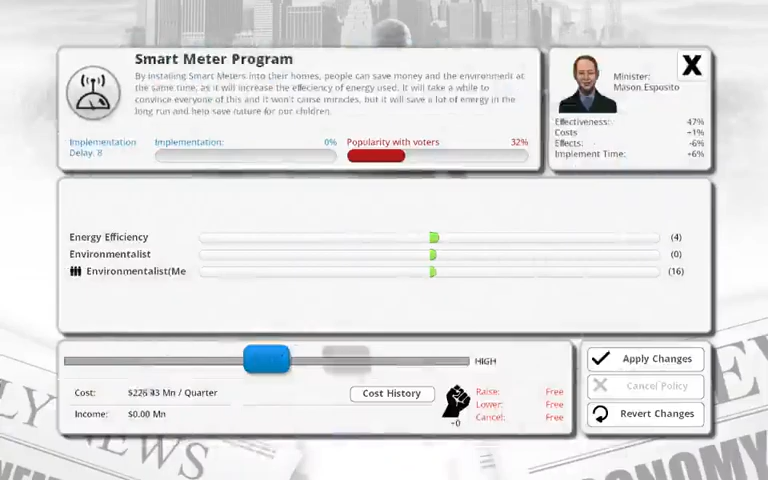 Smart Meter Program
By installing Smart Meters into their homes, people can save money and the environment at
the same time, as it will increase the effeciency of energy used. It will take a while to
convince everyone of this and it won't cause miracles, but it will save a lot of energy in the
long run and help save nature for our children.
Implementation
Delay. 8
Implementation:
0%
Popularity with voters
32%
Minister:
Mason Esposito
X
Effectiveness: 47%
Costs +1%
Effects: -6%
Implement Time: +6%
Energy Efficiency (4)
Environmentalist (0)
Environmentalist(Me (16)
HIGH
Cost: Mn / Quarter
Income: $0.00 Mn
Cost History
+0
Raise: Free
Lower: Free
Cancel: Free
Apply Changes
Cancel Policy
Revert Changes
NEWS